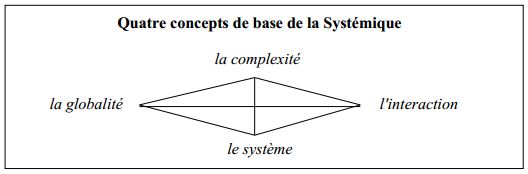 Quatre concepts de base de la Systémique
la complexité
la globalité
l'interaction
le système